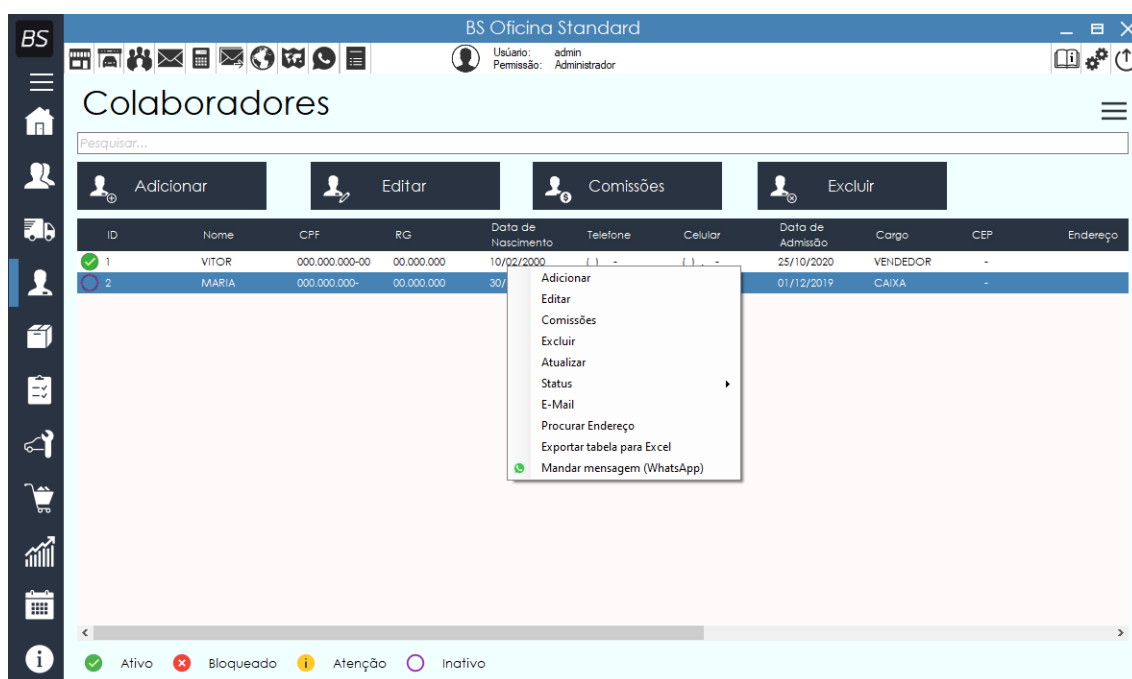 BS
BS Oficina Standard
Usúario: admin
Permissão: Administrador
Colaboradores
Pesquisar...
Adicionar
Editar
Comissões
Excluir
ID Nome CPF RG Data de Nascimento Telefone Celular Data de Admissão Cargo CEP Endereço
1 VITOR 000.000.000-00 00.000.000 10/02/2000 ( ) - ( ) . - 25/10/2020 VENDEDOR -
2 MARIA 000.000.000- 00.000.000 30/ 01/12/2019 CAIXA -
Adicionar
Editar
Comissões
Excluir
Atualizar
Status
E-Mail
Procurar Endereço
Exportar tabela para Excel
Mandar mensagem (WhatsApp)
Ativo
Bloqueado
Atenção
Inativo